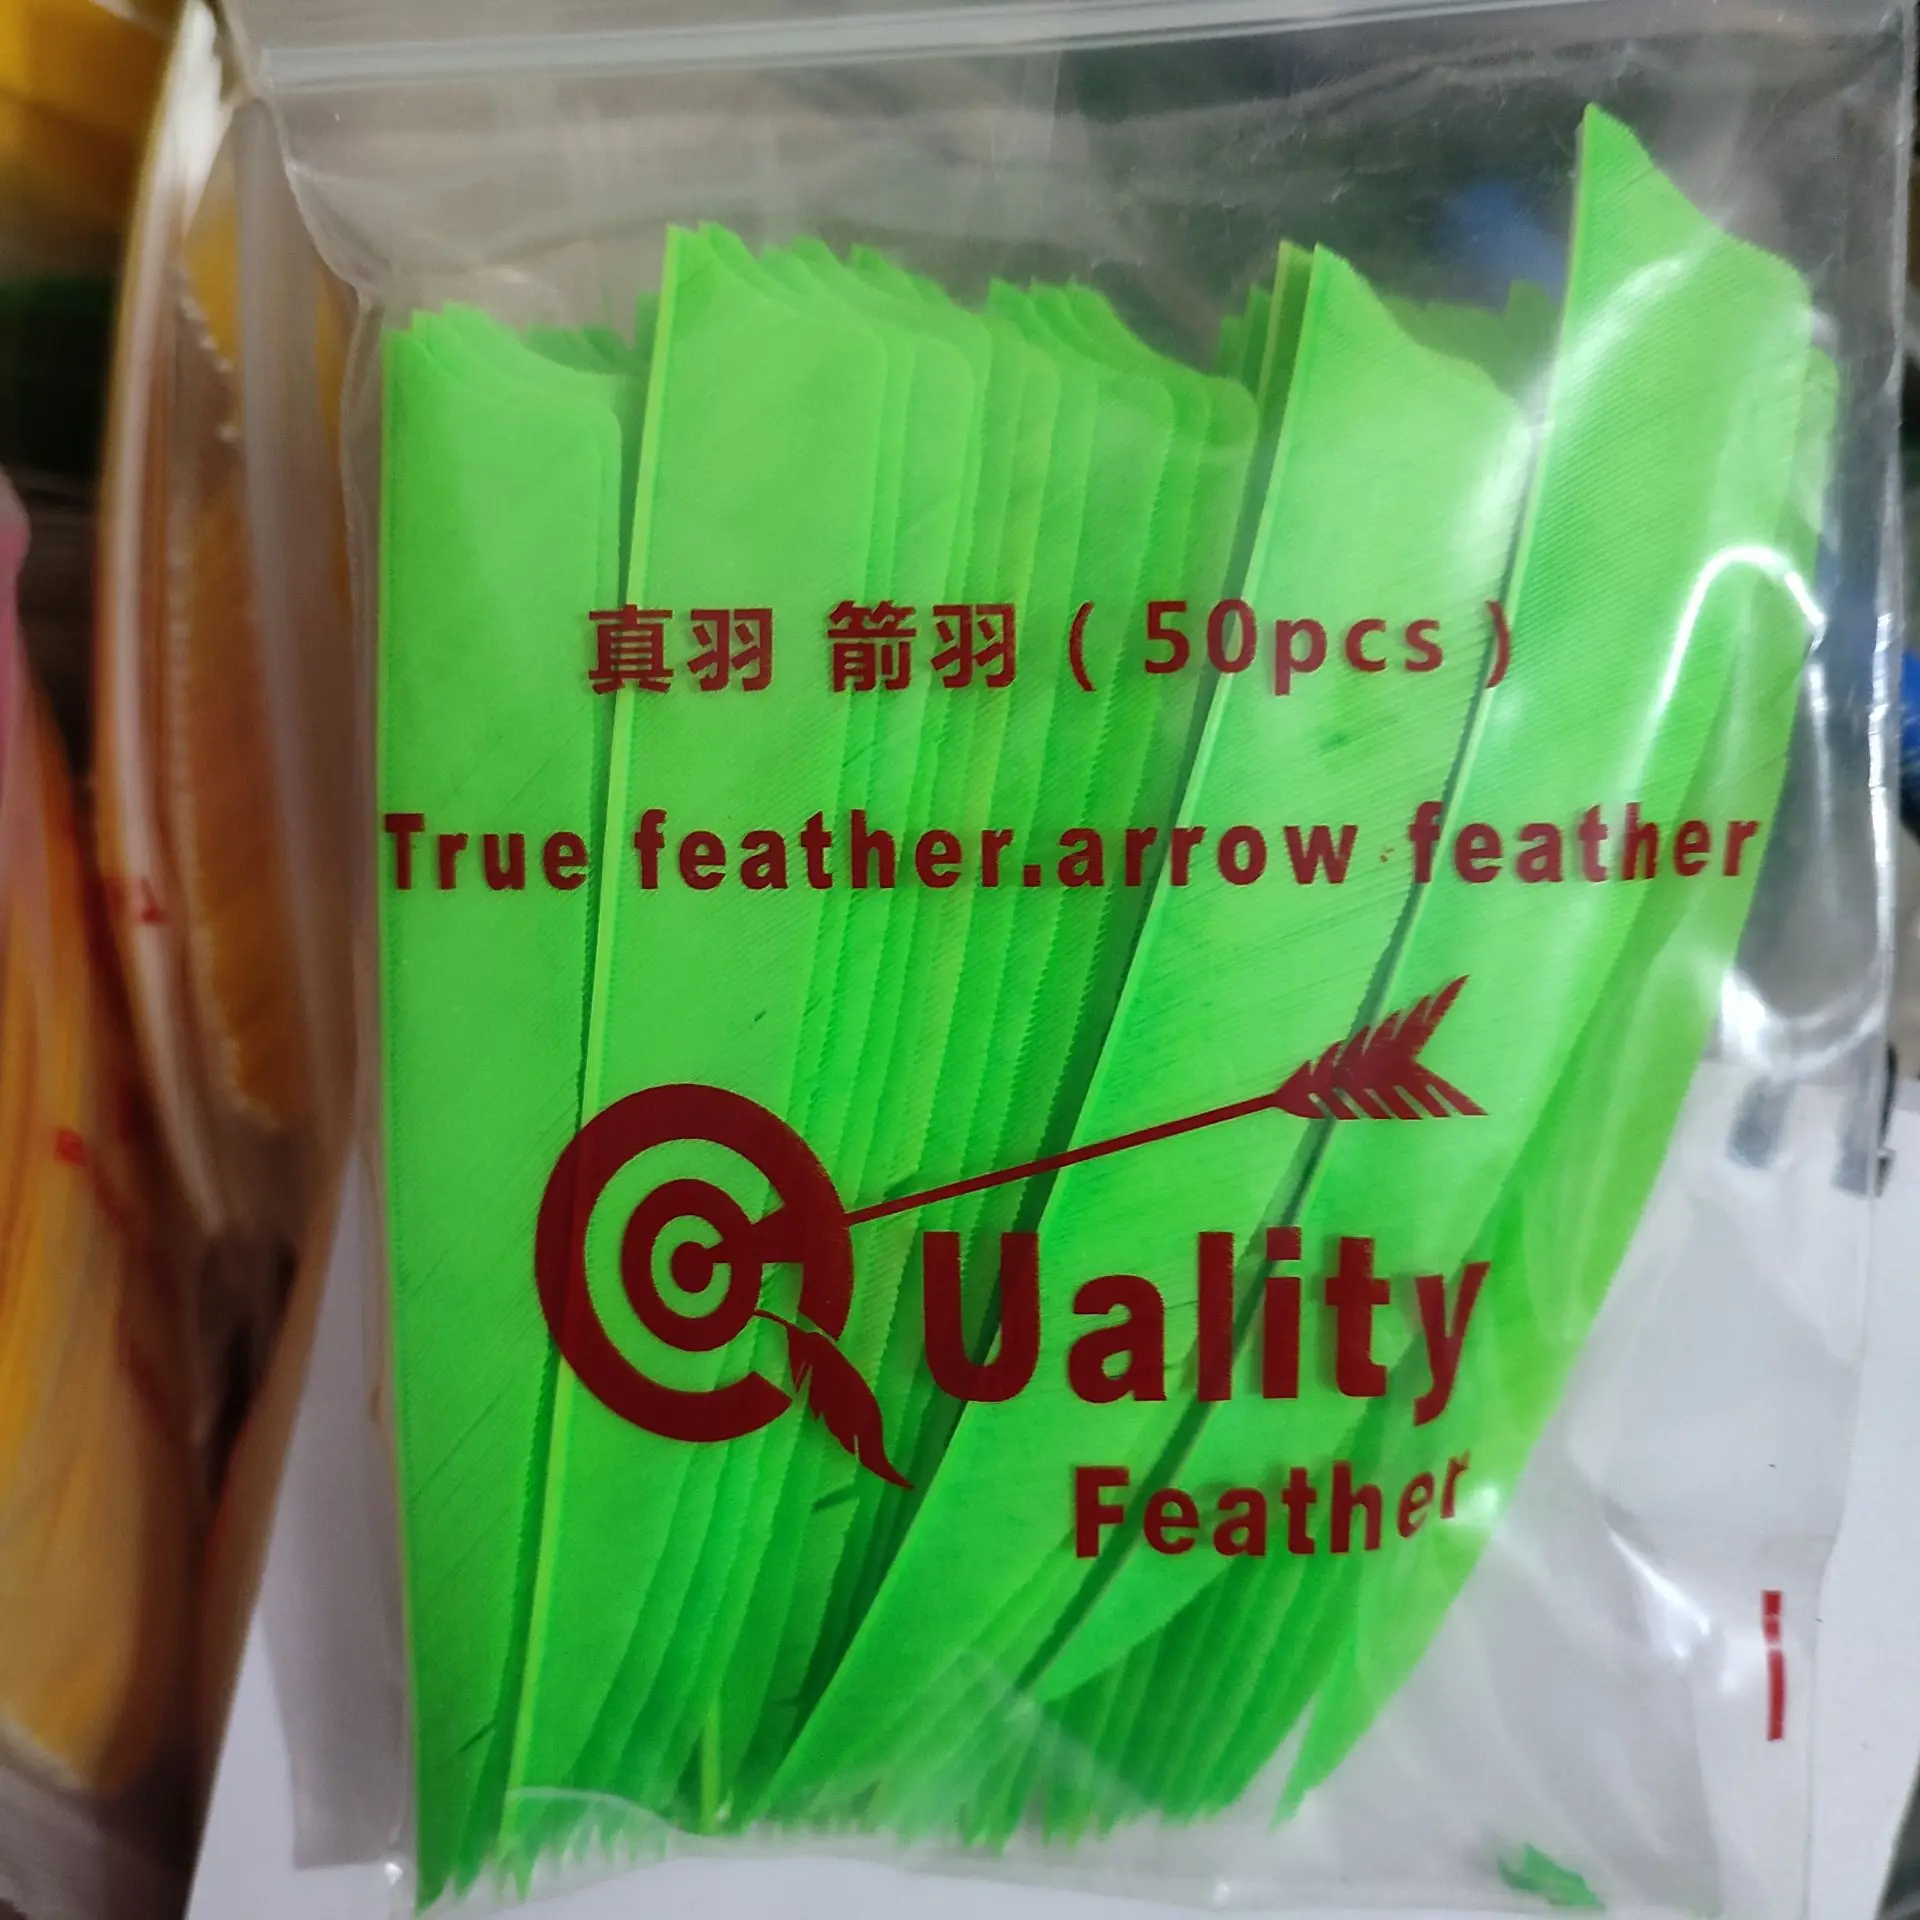 真羽 箭羽(50pcs)
True feather.arrow feather
Quality
Feather